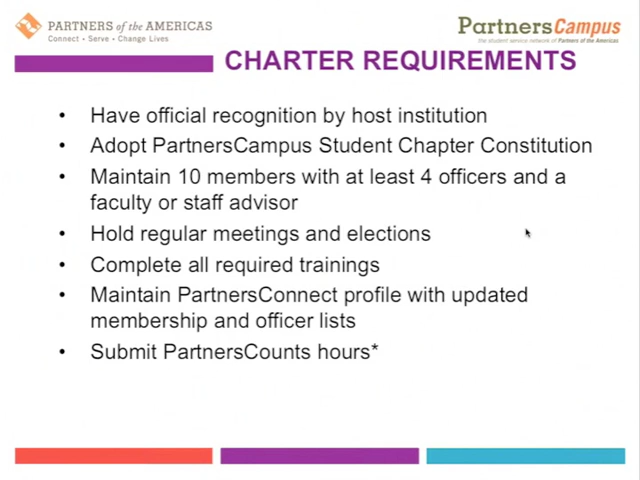 PARTNERS of the AMERICAS
Connect • Serve • Change Lives
PartnersCampus
the student service network of Partners of the Americas
CHARTER REQUIREMENTS
• Have official recognition by host institution
• Adopt PartnersCampus Student Chapter Constitution
• Maintain 10 members with at least 4 officers and a
faculty or staff advisor
• Hold regular meetings and elections
• Complete all required trainings
• Maintain PartnersConnect profile with updated
membership and officer lists
• Submit PartnersCounts hours*